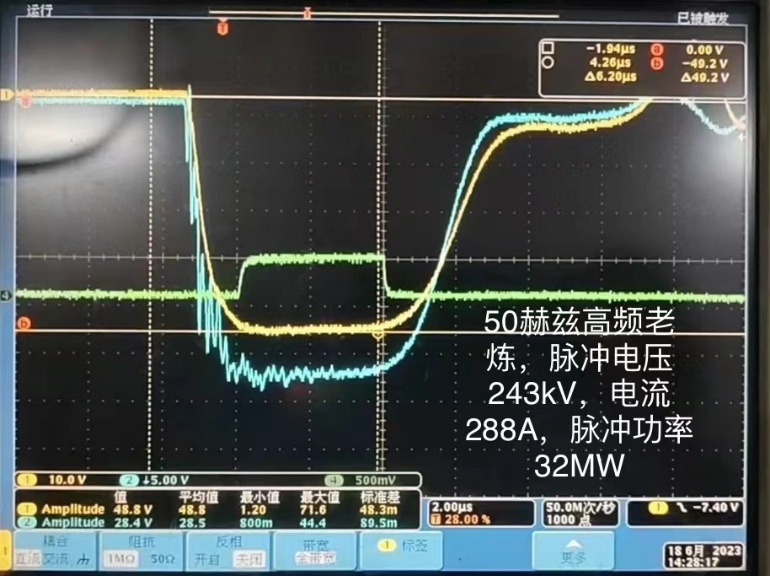 运行
已被触发
□ -1.94µs a 0.00 V
○ 4.26µs b -49.2 V
Δ6.20µs Δ49.2 V
1
a
4
b
50赫兹高频老
炼，脉冲电压
243kV，电流
288A，脉冲功率
32MW
1 10.0 V 2 ↓5.00 V 4 500mV
值 平均值 最小值 最大值 标准差
1 Amplitude 48.8 V 48.8 1.20 71.6 48.3m
2 Amplitude 28.4 V 28.5 800m 44.4 89.5m
2.00µs
T 28.00 %
50.0M次/秒
1000 点
1 -7.40 V
1
耦合
直流 交流
阻抗
1MΩ 50Ω
反相
开启 关闭
带宽
全带宽
1 标签
更多
18 6月 2023
14:28:17